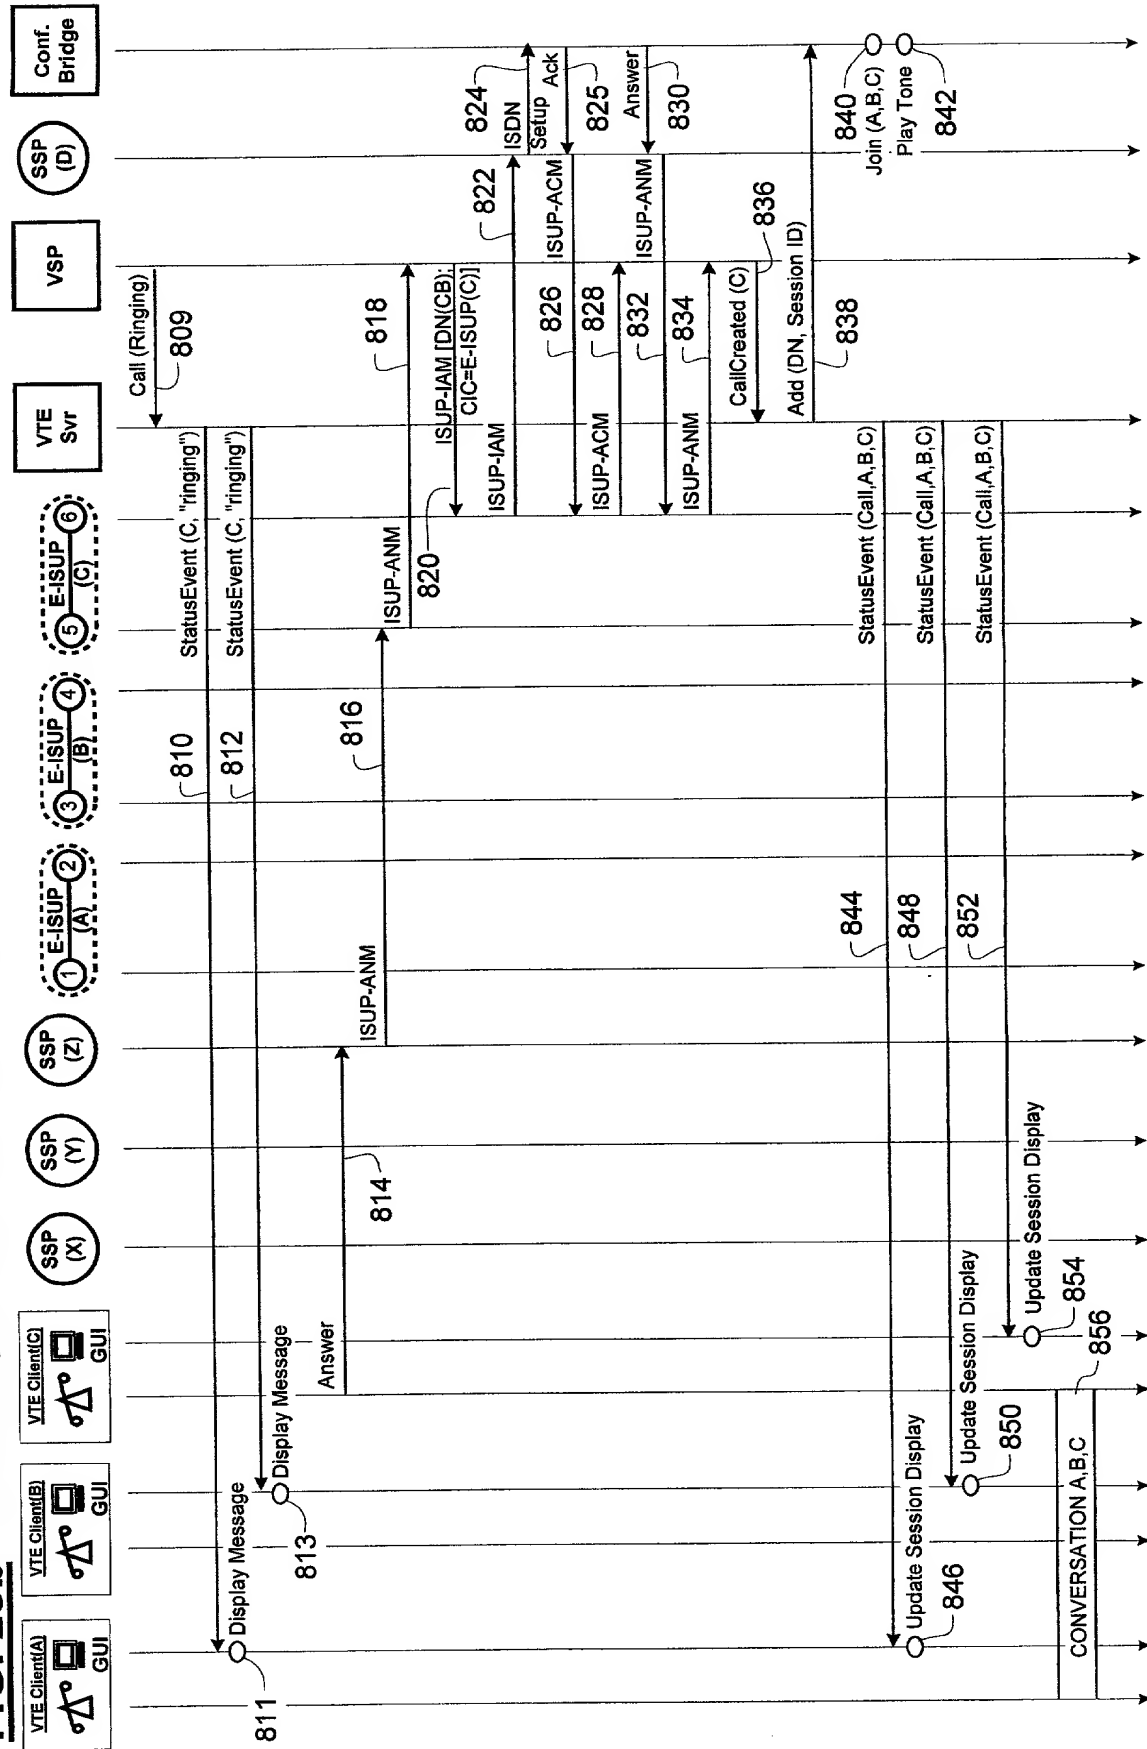 VTE Client(A)
GUI
VTE Client(B)
GUI
VTE Client(C)
GUI
SSP
(X)
SSP
(Y)
SSP
(Z)
1 E-ISUP 2
(A)
3 E-ISUP 4
(B)
5 E-ISUP 6
(C)
VTE
Svr
VSP
SSP
(D)
Conf.
Bridge
Call (Ringing)
809
StatusEvent (C, "ringing")
810
Display Message
811
StatusEvent (C, "ringing")
812
Display Message
813
Answer
814
ISUP-ANM
816
ISUP-ANM
818
ISUP-IAM [DN(CB);
CIC=E-ISUP(C)]
820
ISUP-IAM
822
ISDN
Setup
824
Ack
825
ISUP-ACM
826
ISUP-ACM
828
Answer
830
ISUP-ANM
832
ISUP-ANM
834
CallCreated (C)
836
Add (DN, Session ID)
838
840
Join (A,B,C)
Play Tone
842
StatusEvent (Call,A,B,C)
844
Update Session Display
846
StatusEvent (Call,A,B,C)
848
Update Session Display
850
StatusEvent (Call,A,B,C)
852
Update Session Display
854
CONVERSATION A,B,C
856